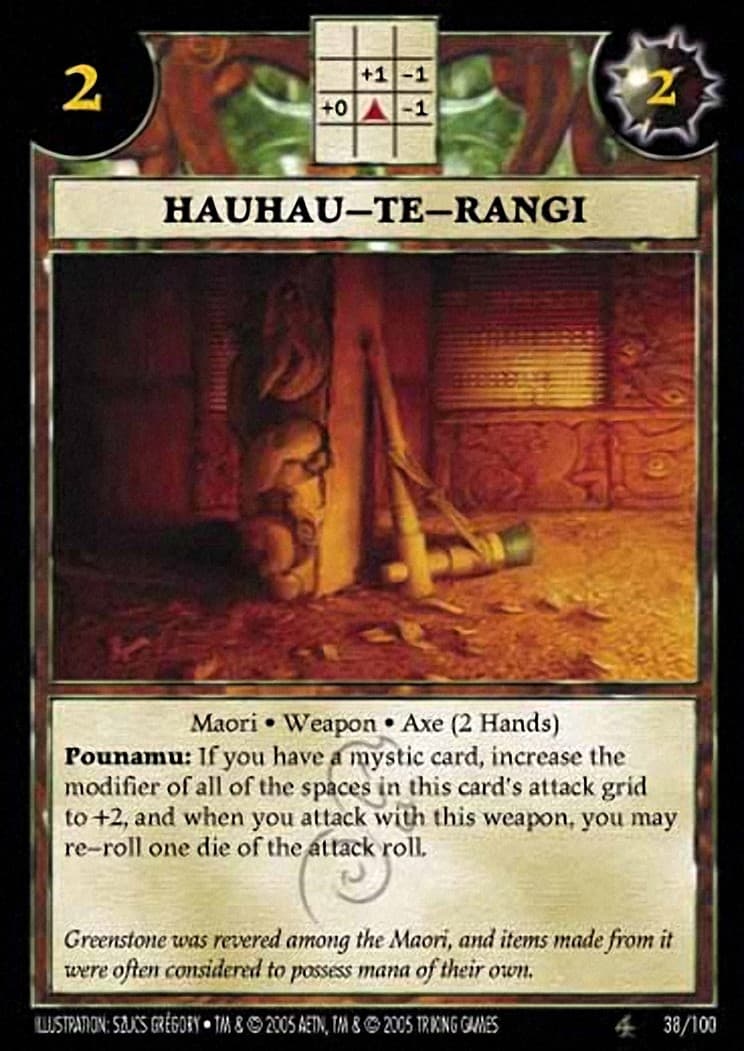 2
+1 -1
2
+0 -1
HAUHAU–TE–RANGI
Maori • Weapon • Axe (2 Hands)
Pounamu: If you have a mystic card, increase the
modifier of all of the spaces in this card's attack grid
to +2, and when you attack with this weapon, you may
re–roll one die of the attack roll.
Greenstone was revered among the Maori, and items made from it
were often considered to possess mana of their own.
ILLUSTRATION: SZUCS GRÉGORY • TM & © 2005 AETN, TM & © 2005 TRIKING GAMES 38/100